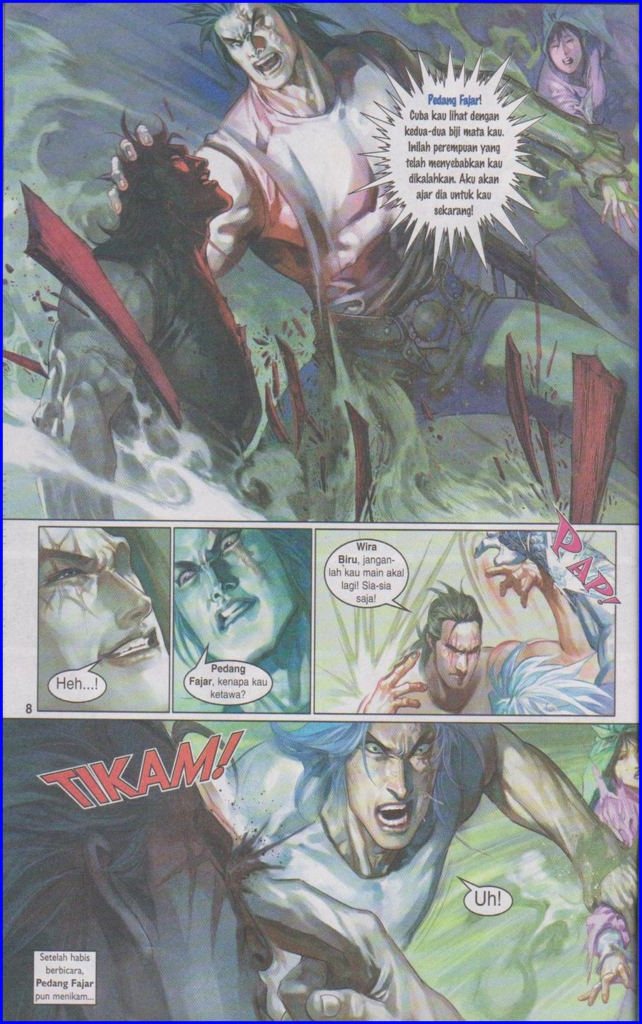 Pedang Fajar!
Cuba kau lihat dengan
kedua-dua biji mata kau.
Inilah perempuan yang
telah menyebabkan kau
dikalahkan. Aku akan
ajar dia untuk kau
sekarang!
Heh...!
Pedang
Fajar, kenapa kau
ketawa?
Wira
Biru, jangan-
lah kau main akal
lagi! Sia-sia
saja!
PAP!
8
TIKAM!
Uh!
Setelah habis
berbicara,
Pedang Fajar
pun menikam...